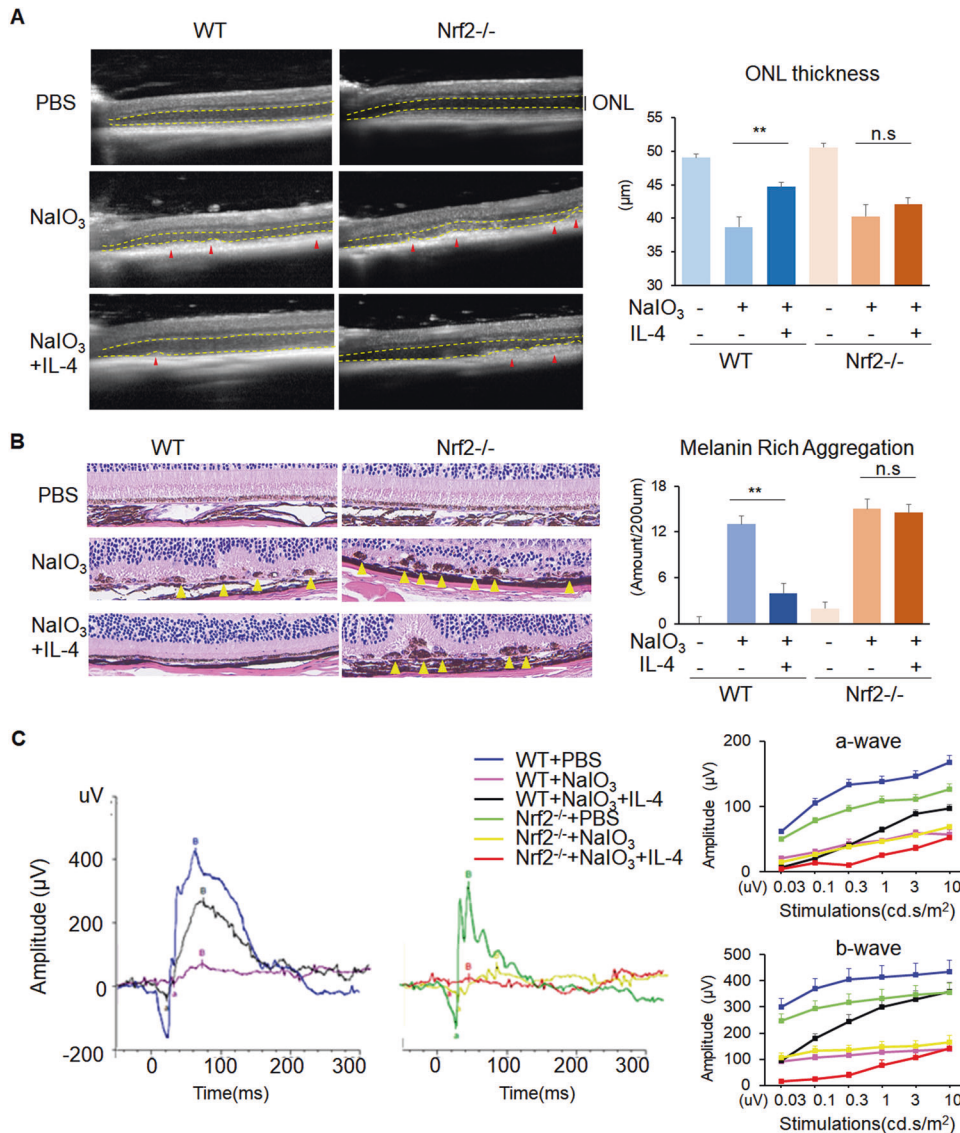 A
WT
Nrf2-/-
PBS
ONL
NaIO₃
NaIO₃
+IL-4
ONL thickness
(μm)
55
50
45
40
35
30
**
n.s
NaIO₃ - + + - + +
IL-4 - - + - - +
WT
Nrf2-/-
B
WT
Nrf2-/-
PBS
NaIO₃
NaIO₃
+IL-4
Melanin Rich Aggregation
(Amount/200um)
18
12
6
0
**
n.s
NaIO₃ - + + - + +
IL-4 - - + - - +
WT
Nrf2-/-
C
WT+PBS
WT+NaIO₃
WT+NaIO₃+IL-4
Nrf2⁻/⁻+PBS
Nrf2⁻/⁻+NaIO₃
Nrf2⁻/⁻+NaIO₃+IL-4
uV
Amplitude (μV)
400
200
0
-200
B
B
B
a
0 100 200 300
Time(ms)
B
B
a
0 100 200 300
Time(ms)
a-wave
Amplitude (μV)
200
100
0
(uV) 0.03 0.1 0.3 1 3 10
Stimulations(cd.s/m²)
b-wave
Amplitude (μV)
500
400
300
200
100
0
(uV) 0.03 0.1 0.3 1 3 10
Stimulations(cd.s/m²)